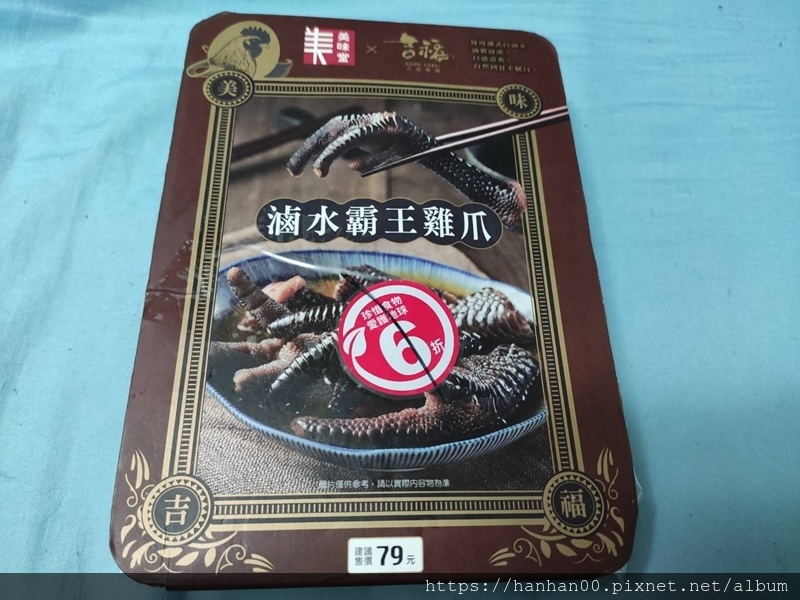 美味堂
×
吉福
美
味
滷水霸王雞爪
珍惜食物
愛護地球
6折
圖片僅供參考，請以實際內容物為準
吉
福
建議
售價 79元
https://hanhan00.pixnet.net/album